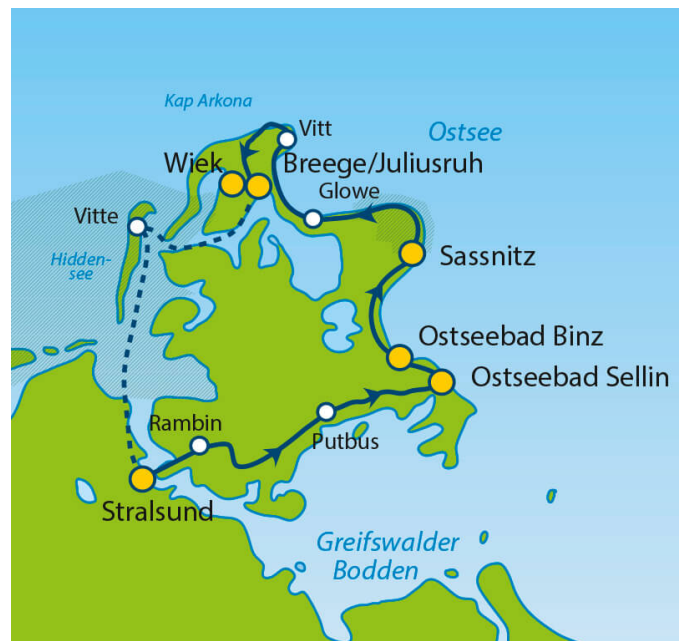 Kap Arkona
Vitt
Ostsee
Wiek
Breege/Juliusruh
Glowe
Vitte
Hidden-
see
Sassnitz
Ostseebad Binz
Ostseebad Sellin
Rambin
Putbus
Stralsund
Greifswalder
Bodden